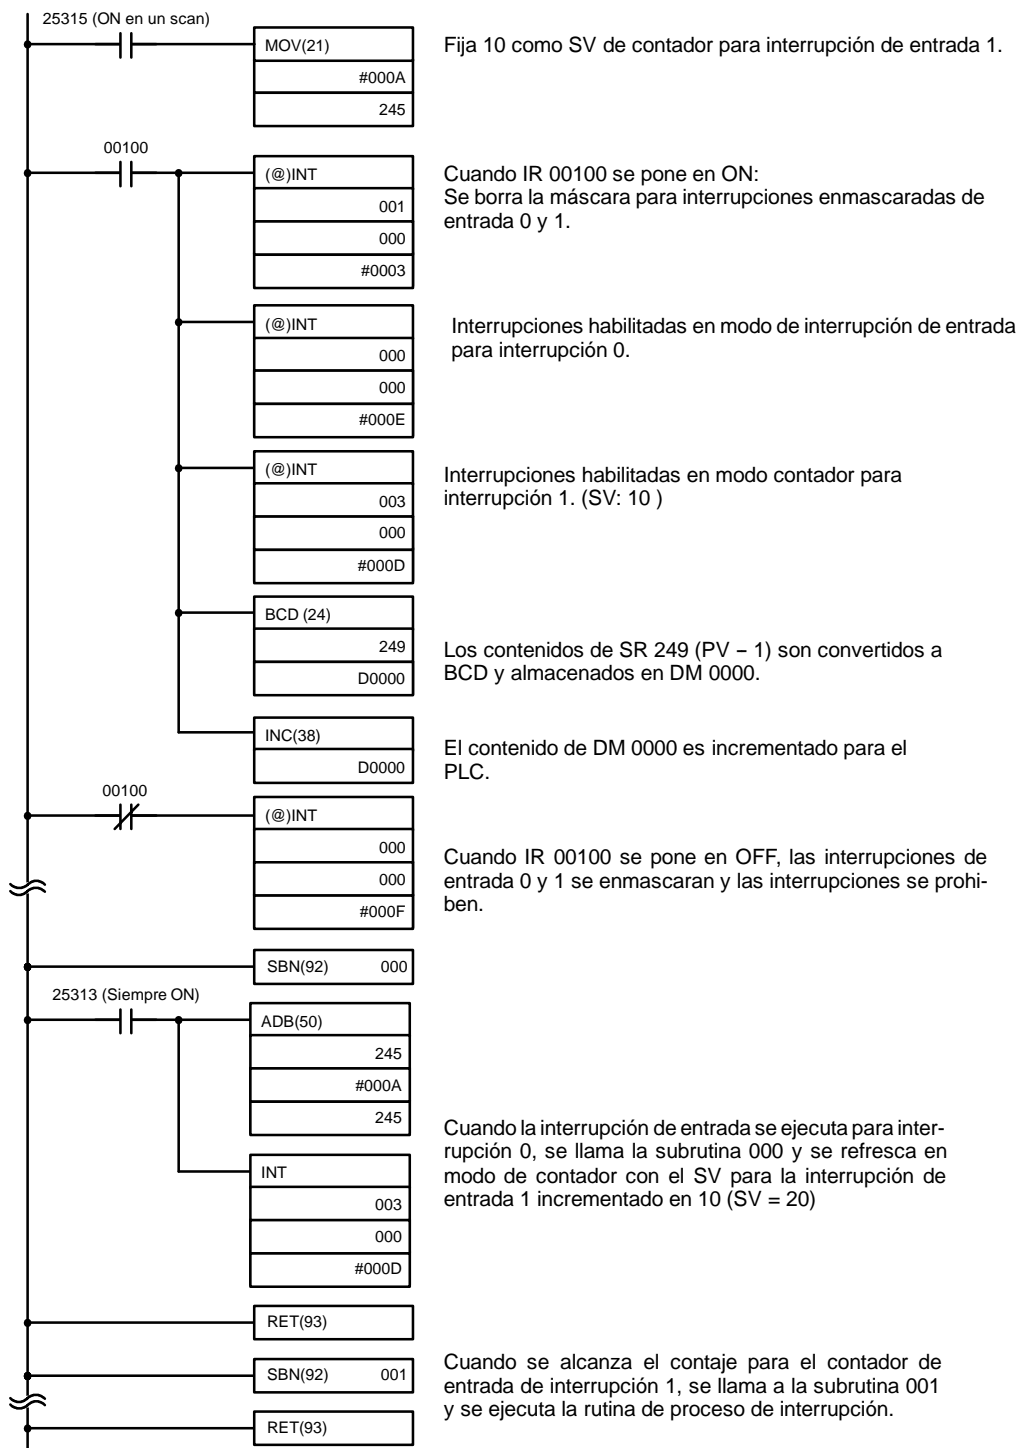 25315 (ON en un scan)
MOV(21)
#000A
245
Fija 10 como SV de contador para interrupción de entrada 1.
00100
(@)INT
001
000
#0003
Cuando IR 00100 se pone en ON:
Se borra la máscara para interrupciones enmascaradas de
entrada 0 y 1.
(@)INT
000
000
#000E
Interrupciones habilitadas en modo de interrupción de entrada
para interrupción 0.
(@)INT
003
000
#000D
Interrupciones habilitadas en modo contador para
interrupción 1. (SV: 10 )
BCD (24)
249
D0000
Los contenidos de SR 249 (PV − 1) son convertidos a
BCD y almacenados en DM 0000.
INC(38)
D0000
El contenido de DM 0000 es incrementado para el
PLC.
00100
(@)INT
000
000
#000F
Cuando IR 00100 se pone en OFF, las interrupciones de
entrada 0 y 1 se enmascaran y las interrupciones se prohi-
ben.
SBN(92) 000
25313 (Siempre ON)
ADB(50)
245
#000A
245
INT
003
000
#000D
Cuando la interrupción de entrada se ejecuta para inter-
rupción 0, se llama la subrutina 000 y se refresca en
modo de contador con el SV para la interrupción de
entrada 1 incrementado en 10 (SV = 20)
RET(93)
SBN(92) 001
RET(93)
Cuando se alcanza el contaje para el contador de
entrada de interrupción 1, se llama a la subrutina 001
y se ejecuta la rutina de proceso de interrupción.